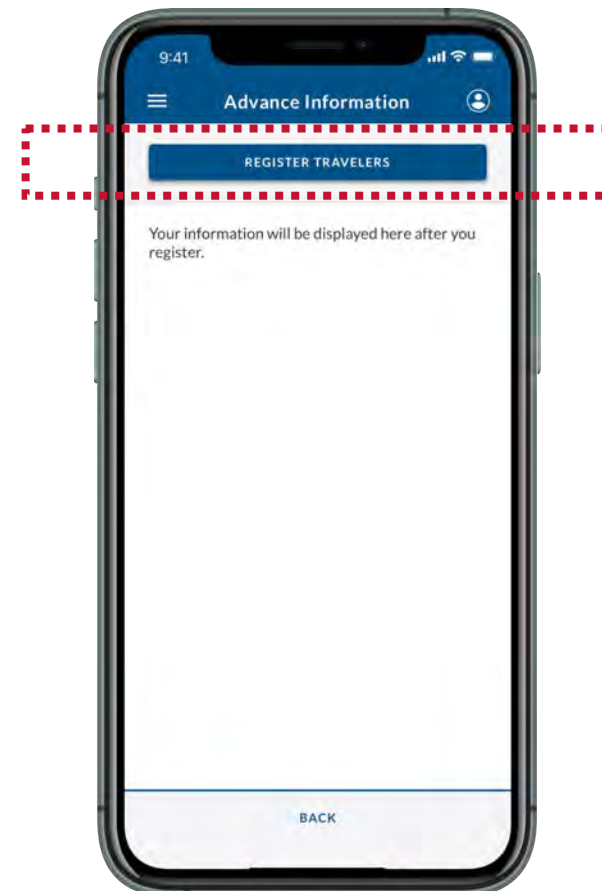 9:41
Advance Information
REGISTER TRAVELERS
Your information will be displayed here after you
register.
BACK